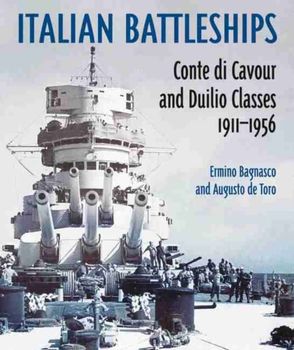 ITALIAN BATTLESHIPS
Conte di Cavour
and Duilio Classes
1911–1956
Ermino Bagnasco
and Augusto de Toro